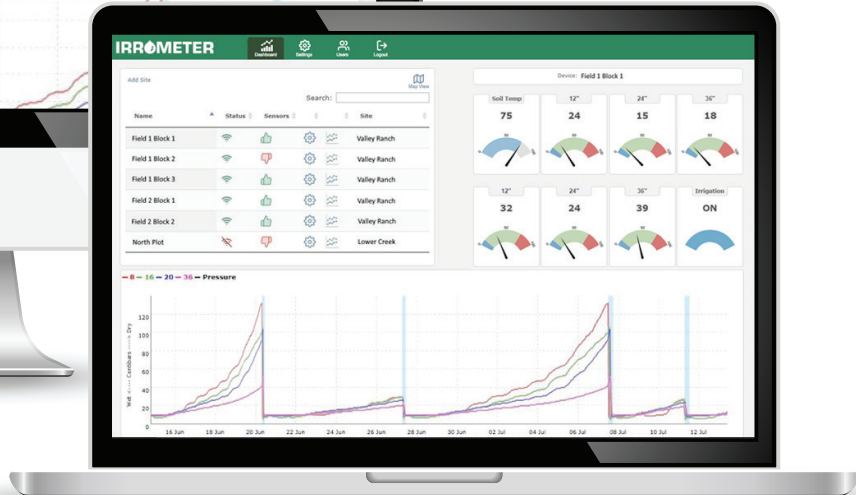 IRROMETER
Dashboard Settings Users Logout
Add Site
Map View
Search:
Name Status Sensors Site
Field 1 Block 1 Valley Ranch
Field 1 Block 2 Valley Ranch
Field 1 Block 3 Valley Ranch
Field 2 Block 1 Valley Ranch
Field 2 Block 2 Valley Ranch
North Plot Lower Creek
Device: Field 1 Block 1
Soil Temp 12" 24" 36"
75 24 15 18
12" 24" 36" Irrigation
32 24 39 ON
8 16 20 36 Pressure
Wet <---- Centibars ----> Dry
120
100
80
60
40
20
0
16 Jun 18 Jun 20 Jun 22 Jun 24 Jun 26 Jun 28 Jun 30 Jun 02 Jul 04 Jul 06 Jul 08 Jul 10 Jul 12 Jul